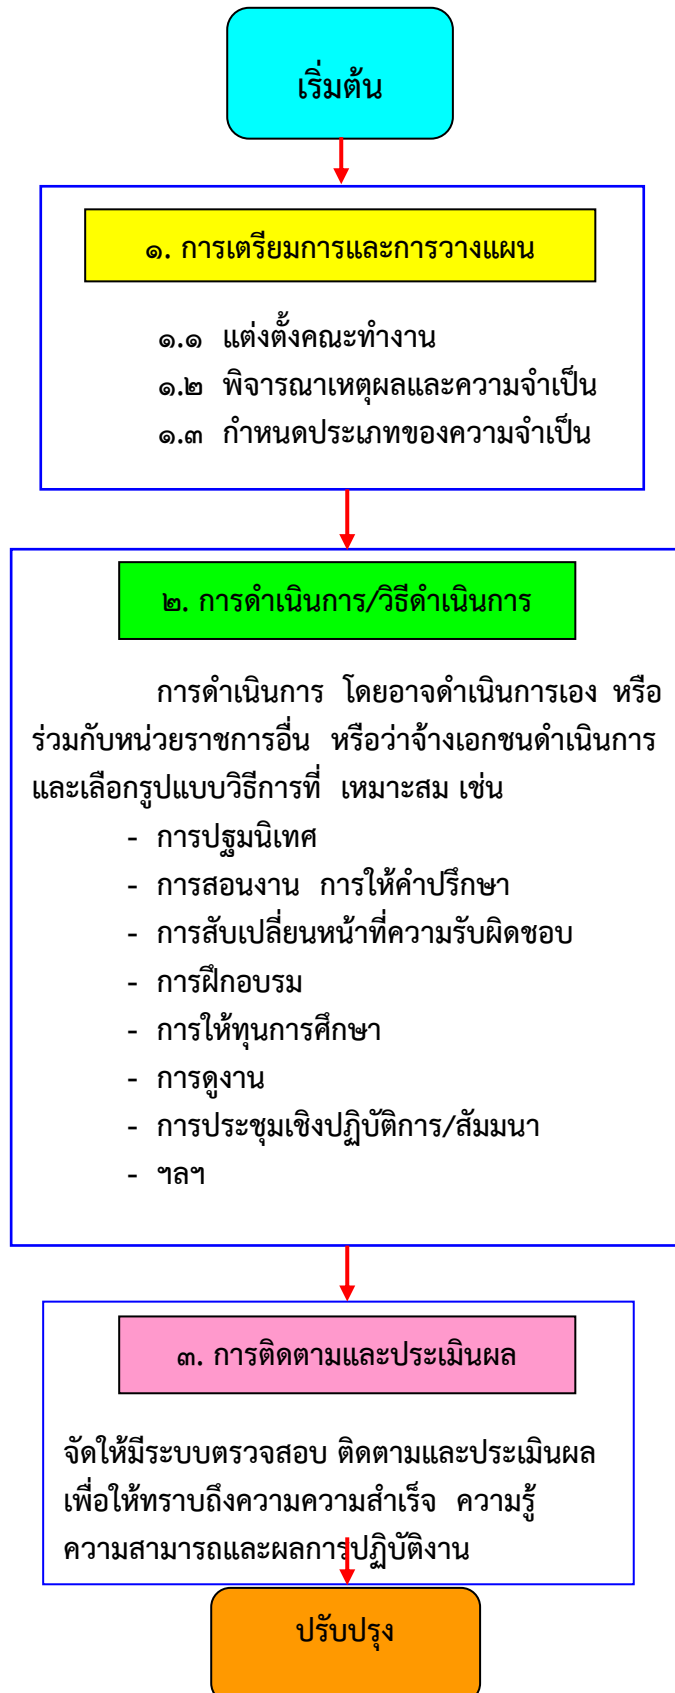 เริ่มต้น
๑. การเตรียมการและการวางแผน
๑.๑ แต่งตั้งคณะทำงาน
๑.๒ พิจารณาเหตุผลและความจำเป็น
๑.๓ กำหนดประเภทของความจำเป็น
๒. การดำเนินการ/วิธีดำเนินการ
การดำเนินการ โดยอาจดำเนินการเอง หรือ
ร่วมกับหน่วยราชการอื่น หรือว่าจ้างเอกชนดำเนินการ
และเลือกรูปแบบวิธีการที่ เหมาะสม เช่น
- การปฐมนิเทศ
- การสอนงาน การให้คำปรึกษา
- การสับเปลี่ยนหน้าที่ความรับผิดชอบ
- การฝึกอบรม
- การให้ทุนการศึกษา
- การดูงาน
- การประชุมเชิงปฏิบัติการ/สัมมนา
- ฯลฯ
๓. การติดตามและประเมินผล
จัดให้มีระบบตรวจสอบ ติดตามและประเมินผล
เพื่อให้ทราบถึงความความสำเร็จ ความรู้
ความสามารถและผลการปฏิบัติงาน
ปรับปรุง